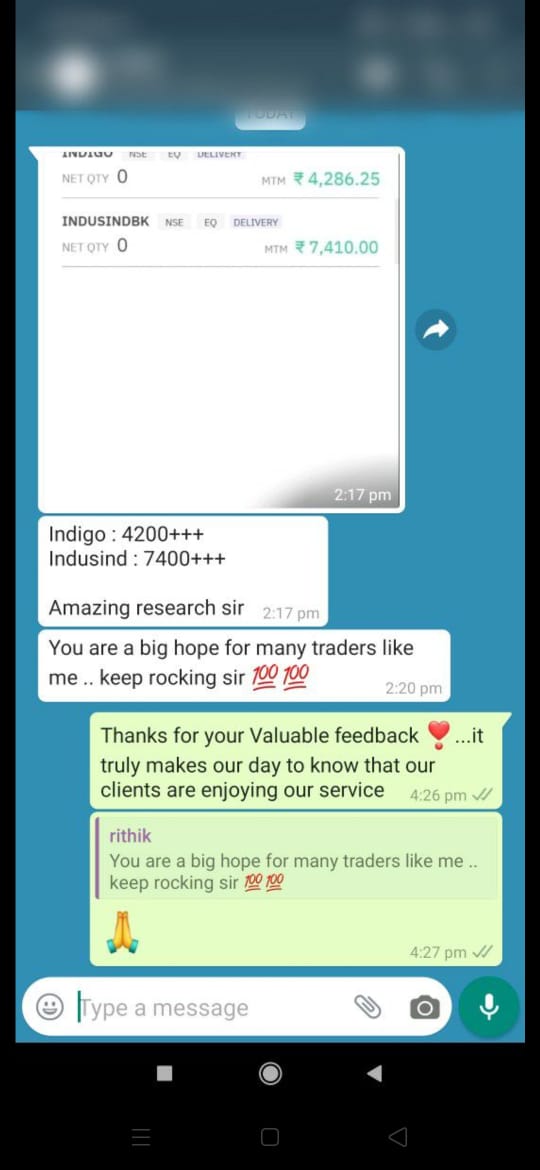 TODAY
INDIGO NSE EQ DELIVERY
NET QTY 0 MTM ₹ 4,286.25
INDUSINDBK NSE EQ DELIVERY
NET QTY 0 MTM ₹ 7,410.00
2:17 pm
Indigo : 4200+++
Indusind : 7400+++
Amazing research sir 2:17 pm
You are a big hope for many traders like
me .. keep rocking sir 💯 💯
2:20 pm
Thanks for your Valuable feedback ❣️...it
truly makes our day to know that our
clients are enjoying our service 4:26 pm
rithik
You are a big hope for many traders like me ..
keep rocking sir 💯 💯
🙏
4:27 pm
Type a message